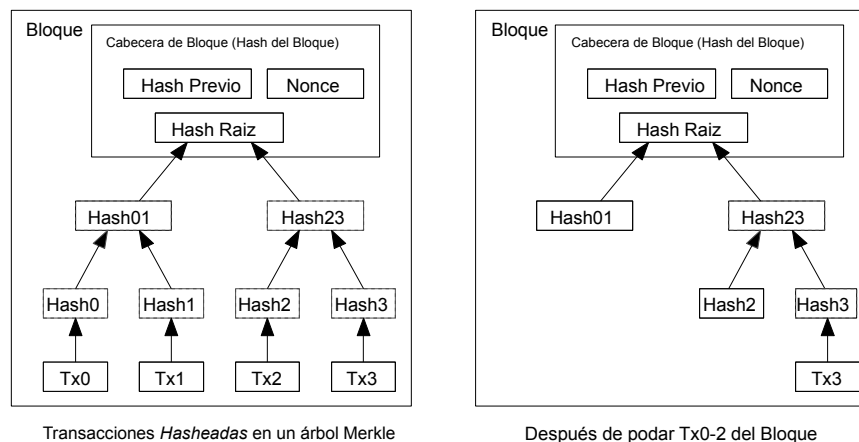 Bloque
Cabecera de Bloque (Hash del Bloque)
Hash Previo
Nonce
Hash Raiz
Hash01
Hash23
Hash0
Hash1
Hash2
Hash3
Tx0
Tx1
Tx2
Tx3
Transacciones Hasheadas en un árbol Merkle
Bloque
Cabecera de Bloque (Hash del Bloque)
Hash Previo
Nonce
Hash Raiz
Hash01
Hash23
Hash2
Hash3
Tx3
Después de podar Tx0-2 del Bloque